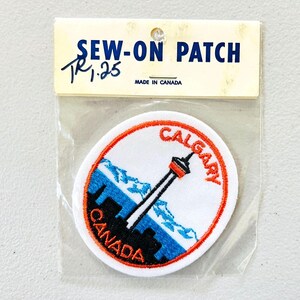 SEW-ON PATCH
TR 1.25
MADE IN CANADA
CALGARY
CANADA